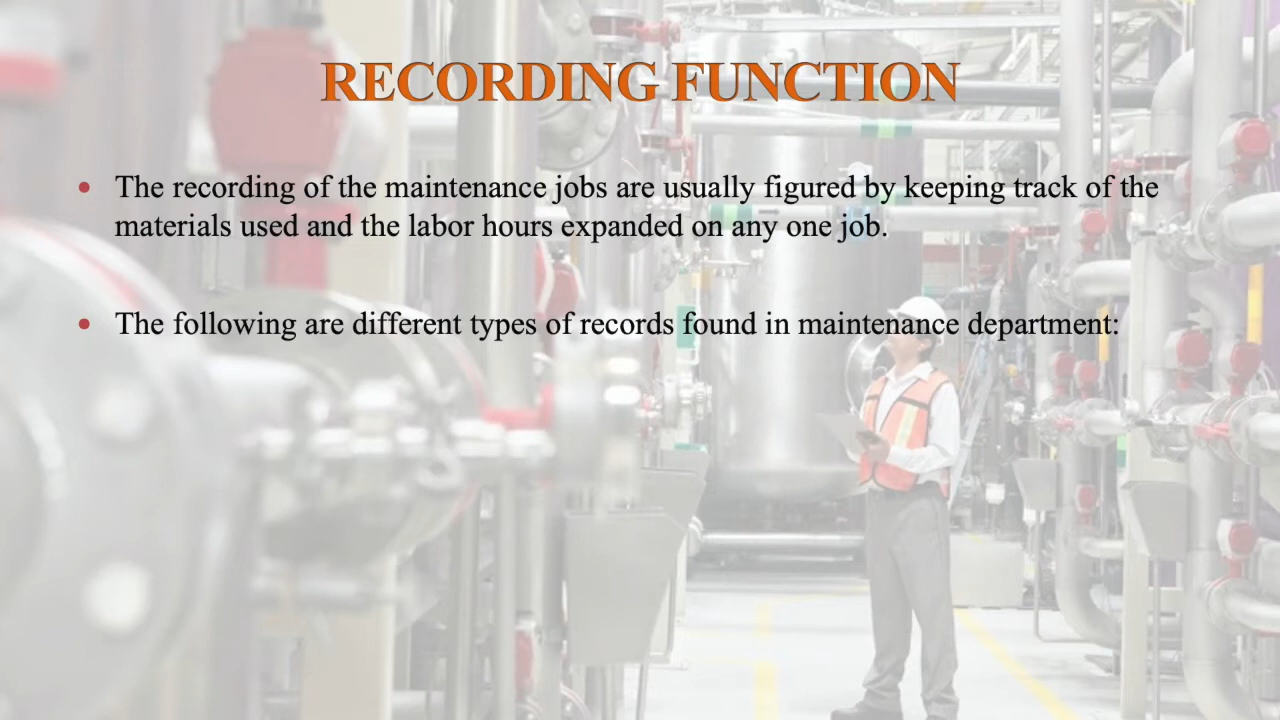 RECORDING FUNCTION
• The recording of the maintenance jobs are usually figured by keeping track of the
materials used and the labor hours expanded on any one job.
• The following are different types of records found in maintenance department: